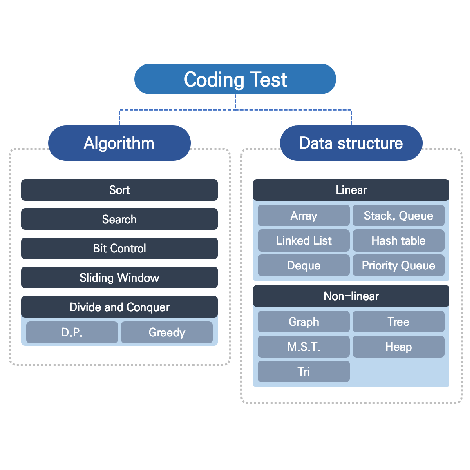 Coding Test
Algorithm
Sort
Search
Bit Control
Sliding Window
Divide and Conquer
D.P.
Greedy
Data structure
Linear
Array
Stack, Queue
Linked List
Hash table
Deque
Priority Queue
Non-linear
Graph
Tree
M.S.T.
Heap
Tri